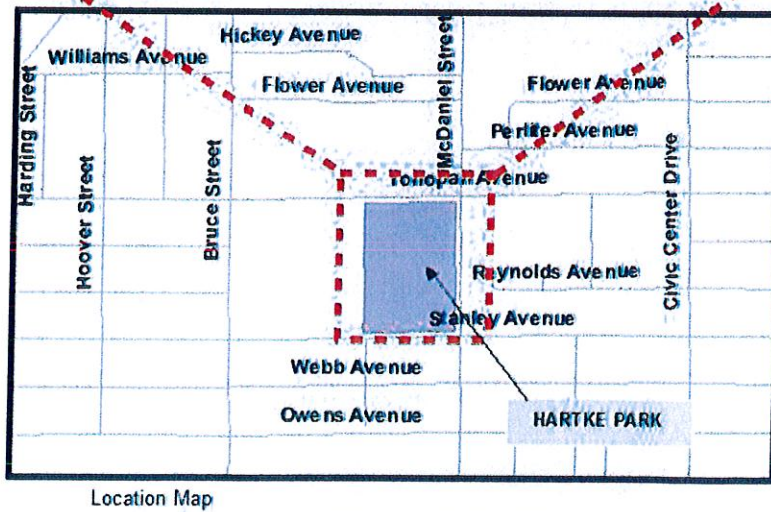 Hickey Avenue
Williams Avenue
Flower Avenue
Flower Avenue
Perlite Avenue
McDaniel Street
Harding Street
Hoover Street
Bruce Street
Civic Center Drive
Tonopah Avenue
Reynolds Avenue
Stanley Avenue
Webb Avenue
Owens Avenue
HARTKE PARK
Location Map